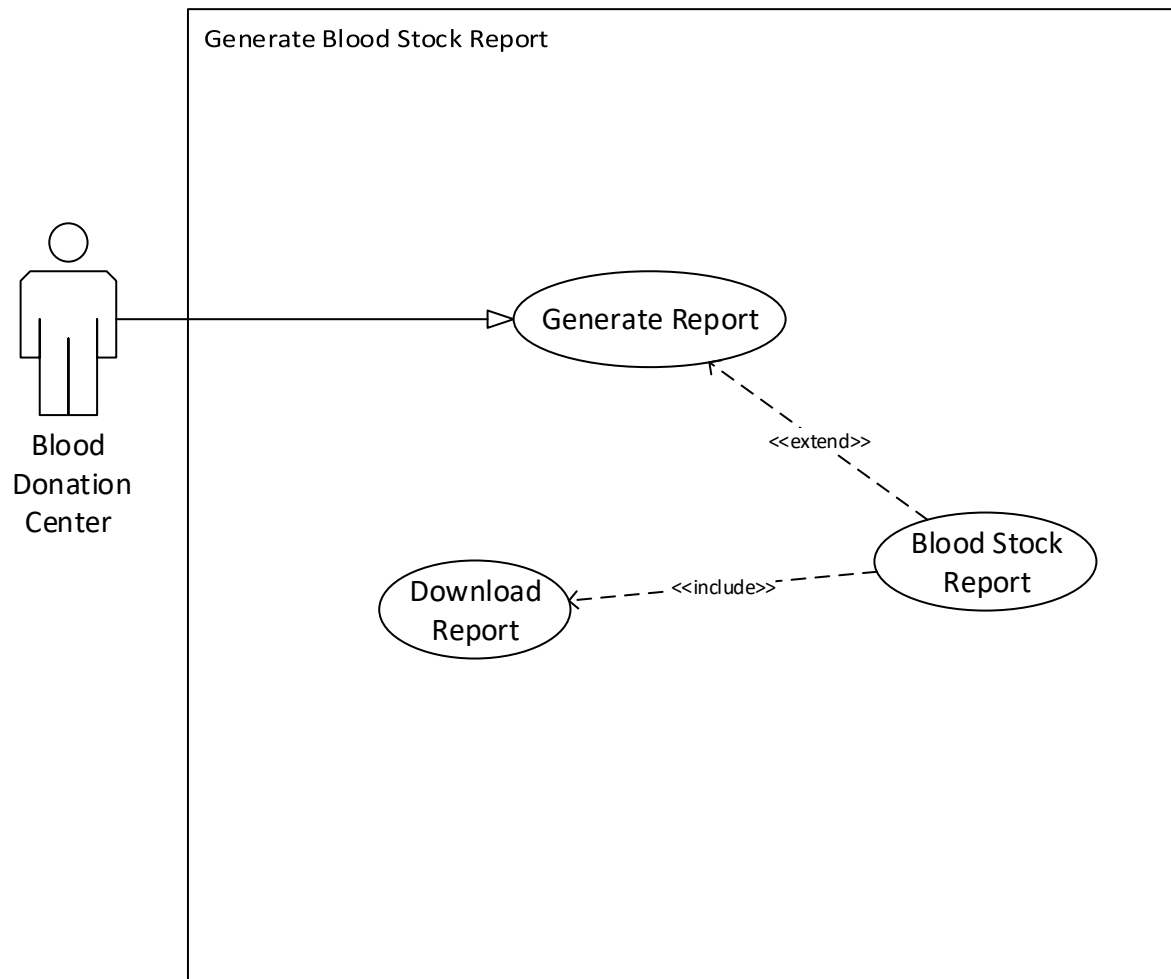 Generate Blood Stock Report
Generate Report
Blood
Donation
Center
<<extend>>
Blood Stock
Report
<<include>>
Download
Report